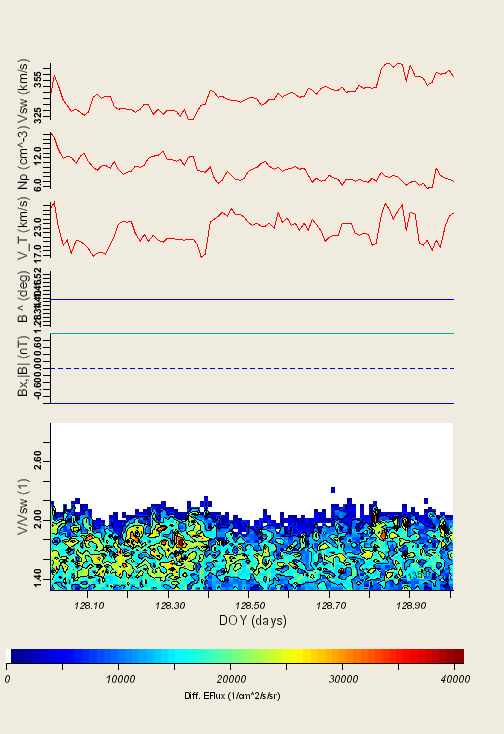 Vsw (km/s)
355
325
Np (cm^-3)
12.0
6.0
V_T (km/s)
23.0
17.0
B ^ (deg)
Bx,|B| (nT)
0.60
0.00
-0.60
V/Vsw (1)
2.60
2.00
1.40
128.10 128.30 128.50 128.70 128.90
DOY (days)
0 10000 20000 30000 40000
Diff. EFlux (1/cm^2/s/sr)